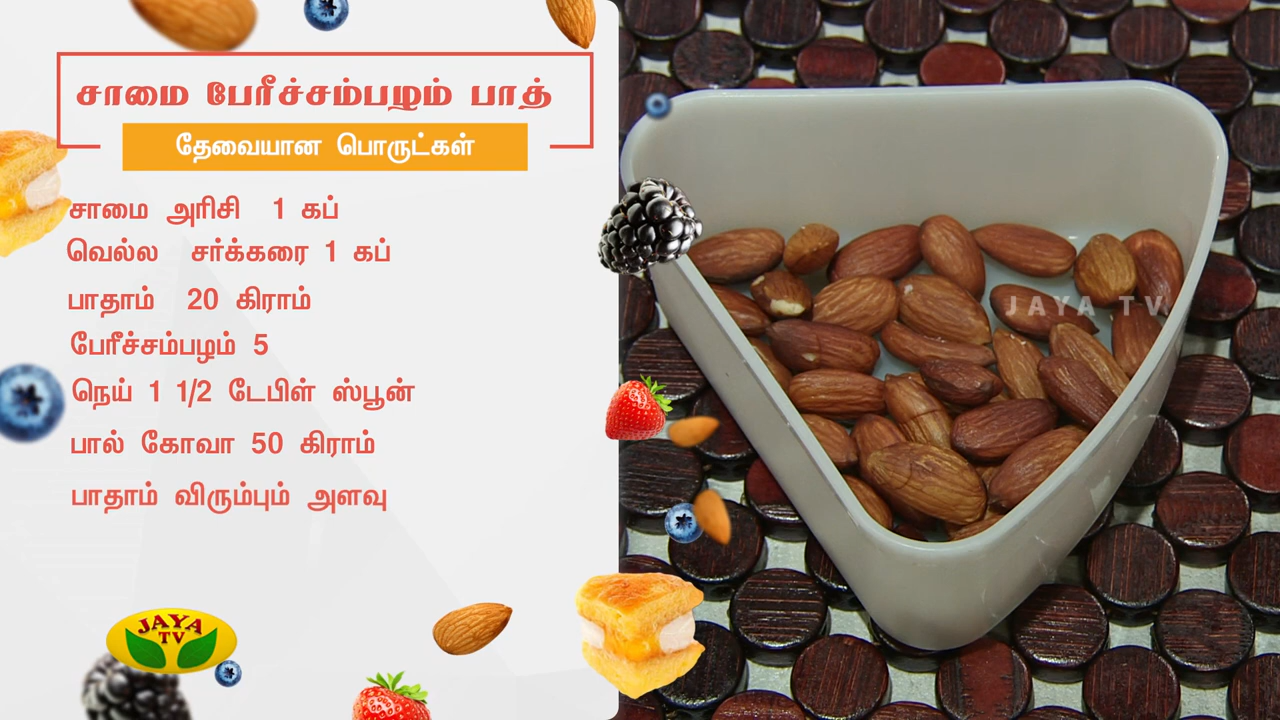 சாமை பேரீச்சம்பழம் பாத்
தேவையான பொருட்கள்
சாமை அரிசி 1 கப்
வெல்ல சர்க்கரை 1 கப்
பாதாம் 20 கிராம்
பேரீச்சம்பழம் 5
நெய் 1 1/2 டேபிள் ஸ்பூன்
பால் கோவா 50 கிராம்
பாதாம் விரும்பும் அளவு
JAYA TV
JAYA
TV